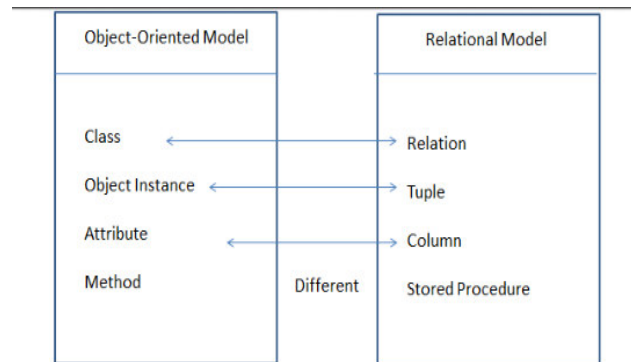 Object-Oriented Model
Relational Model
Class
Relation
Object Instance
Tuple
Attribute
Column
Method
Different
Stored Procedure